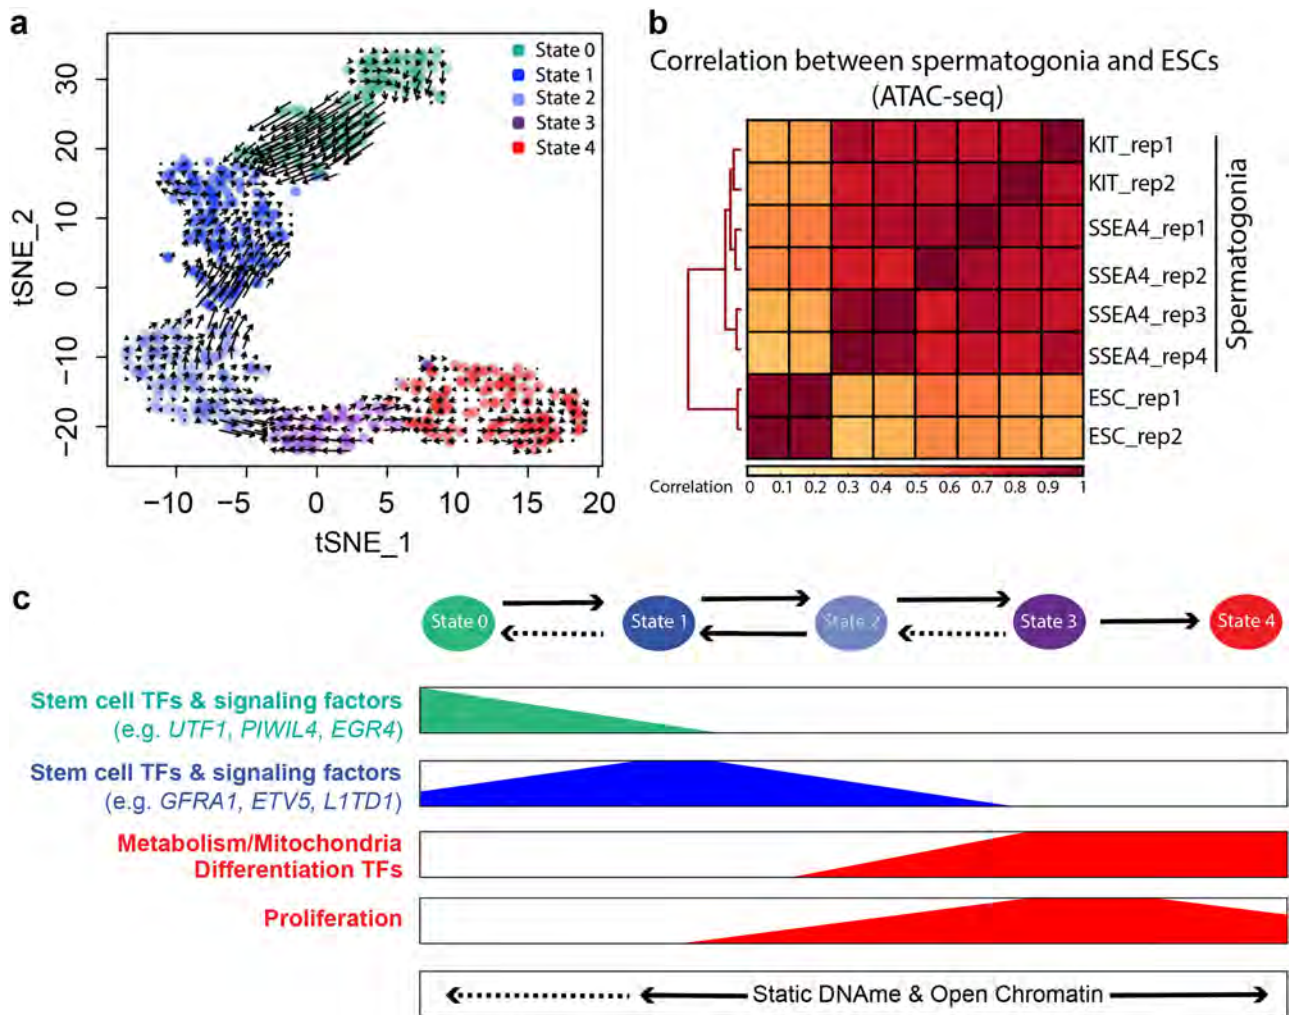 a
State 0
State 1
State 2
State 3
State 4
tSNE_2
30
20
10
0
−10
−20
−10
−5
0
5
10
15
20
tSNE_1
b
Correlation between spermatogonia and ESCs
(ATAC-seq)
KIT_rep1
KIT_rep2
SSEA4_rep1
SSEA4_rep2
SSEA4_rep3
SSEA4_rep4
ESC_rep1
ESC_rep2
Spermatogonia
Correlation
0 0.1 0.2 0.3 0.4 0.5 0.7 0.8 0.9 1
c
State 0
State 1
State 2
State 3
State 4
Stem cell TFs & signaling factors
(e.g. UTF1, PIWIL4, EGR4)
Stem cell TFs & signaling factors
(e.g. GFRA1, ETV5, L1TD1)
Metabolism/Mitochondria
Differentiation TFs
Proliferation
Static DNAme & Open Chromatin